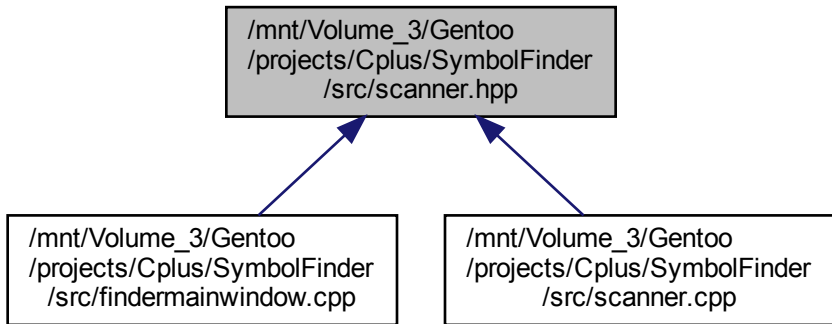 /mnt/Volume_3/Gentoo
/projects/Cplus/SymbolFinder
/src/scanner.hpp
/mnt/Volume_3/Gentoo
/projects/Cplus/SymbolFinder
/src/findermainwindow.cpp
/mnt/Volume_3/Gentoo
/projects/Cplus/SymbolFinder
/src/scanner.cpp